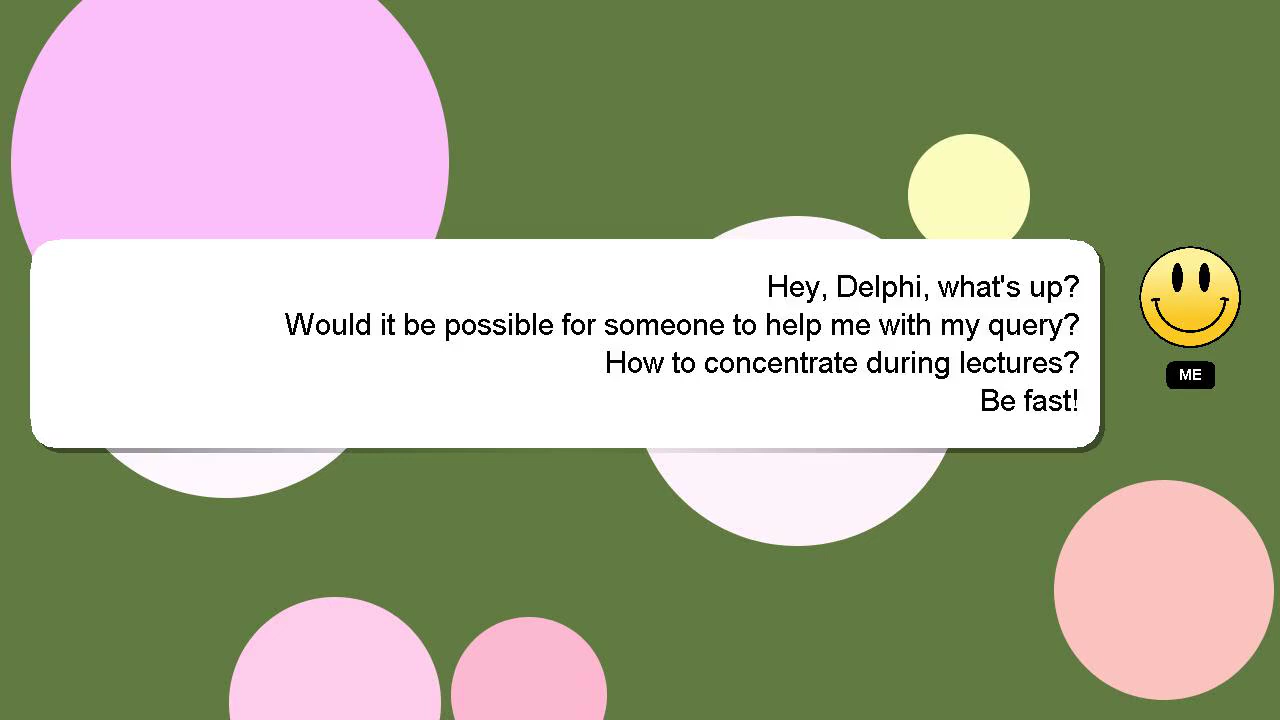 Hey, Delphi, what's up?
Would it be possible for someone to help me with my query?
How to concentrate during lectures?
Be fast!
ME